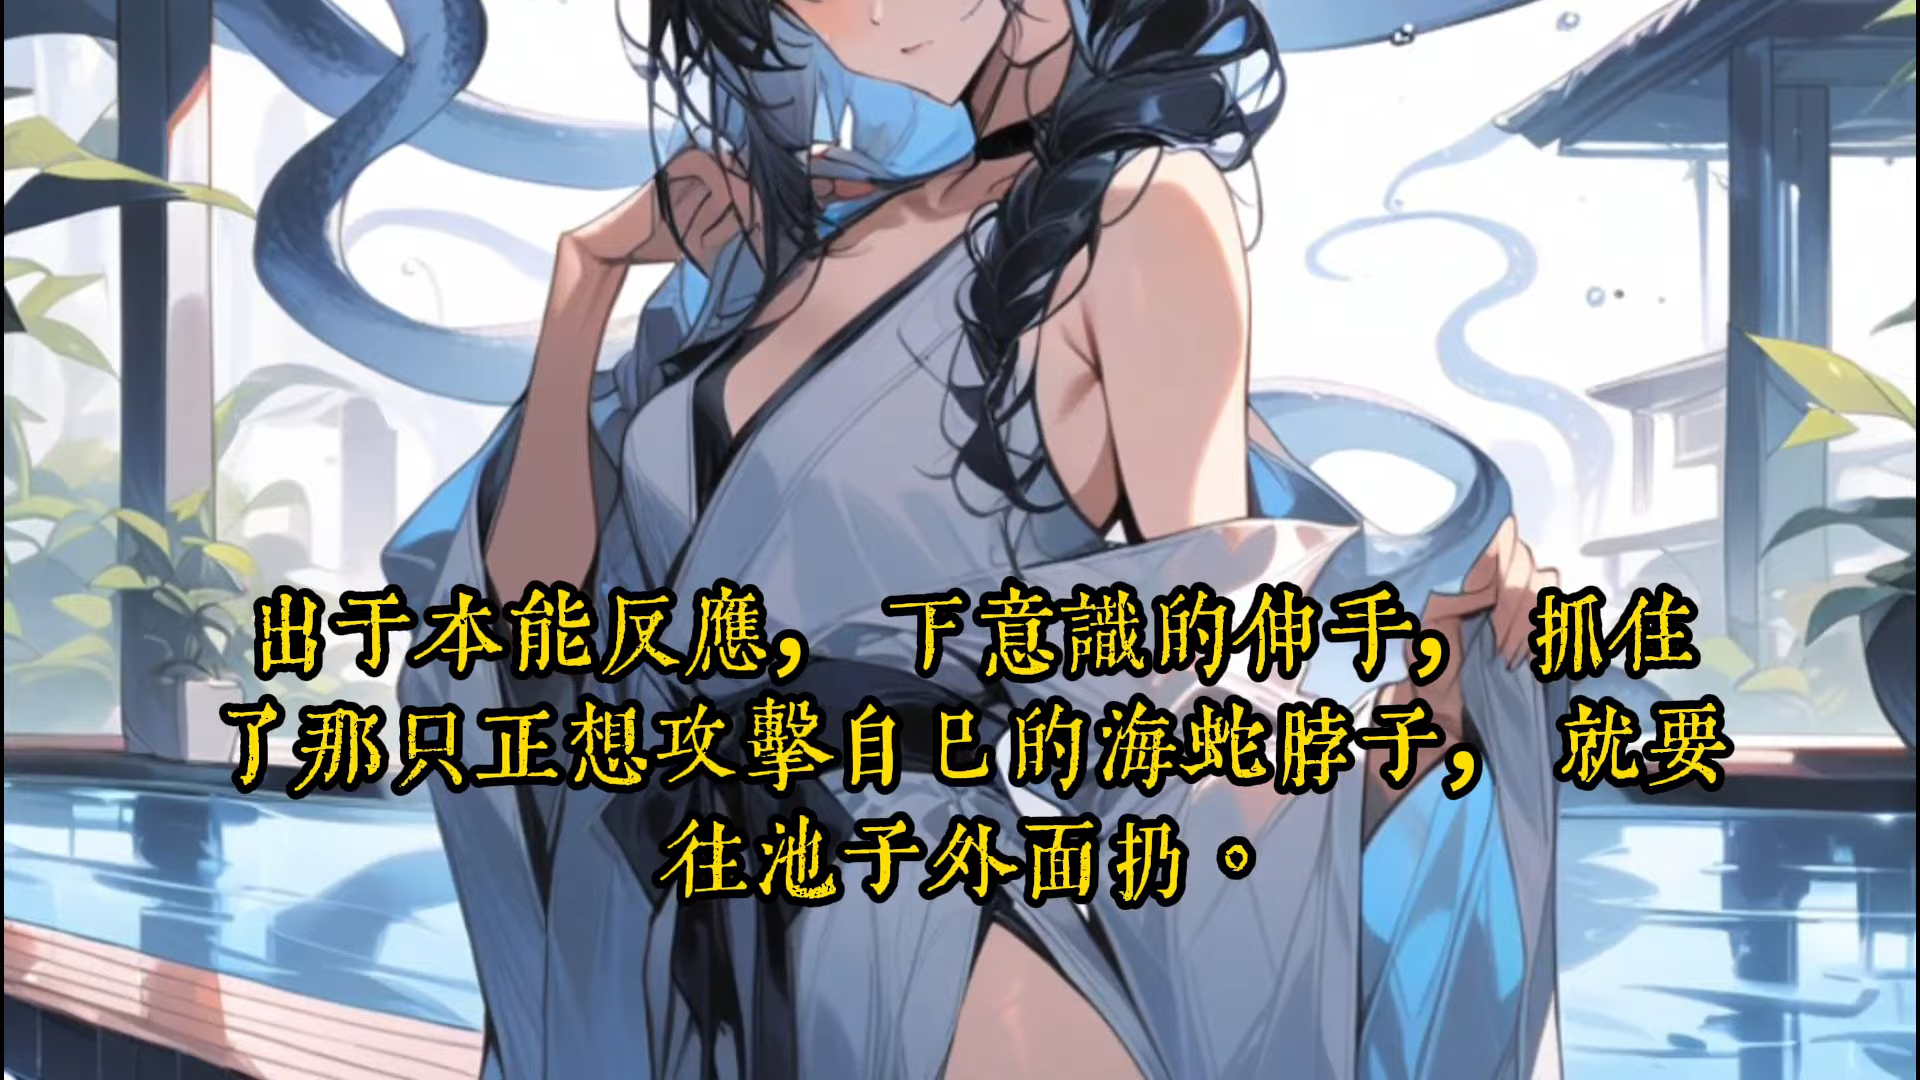 出于本能反應， 下意識的伸手， 抓住
了那只正想攻擊自已的海蛇脖子， 就要
往池子外面扔。